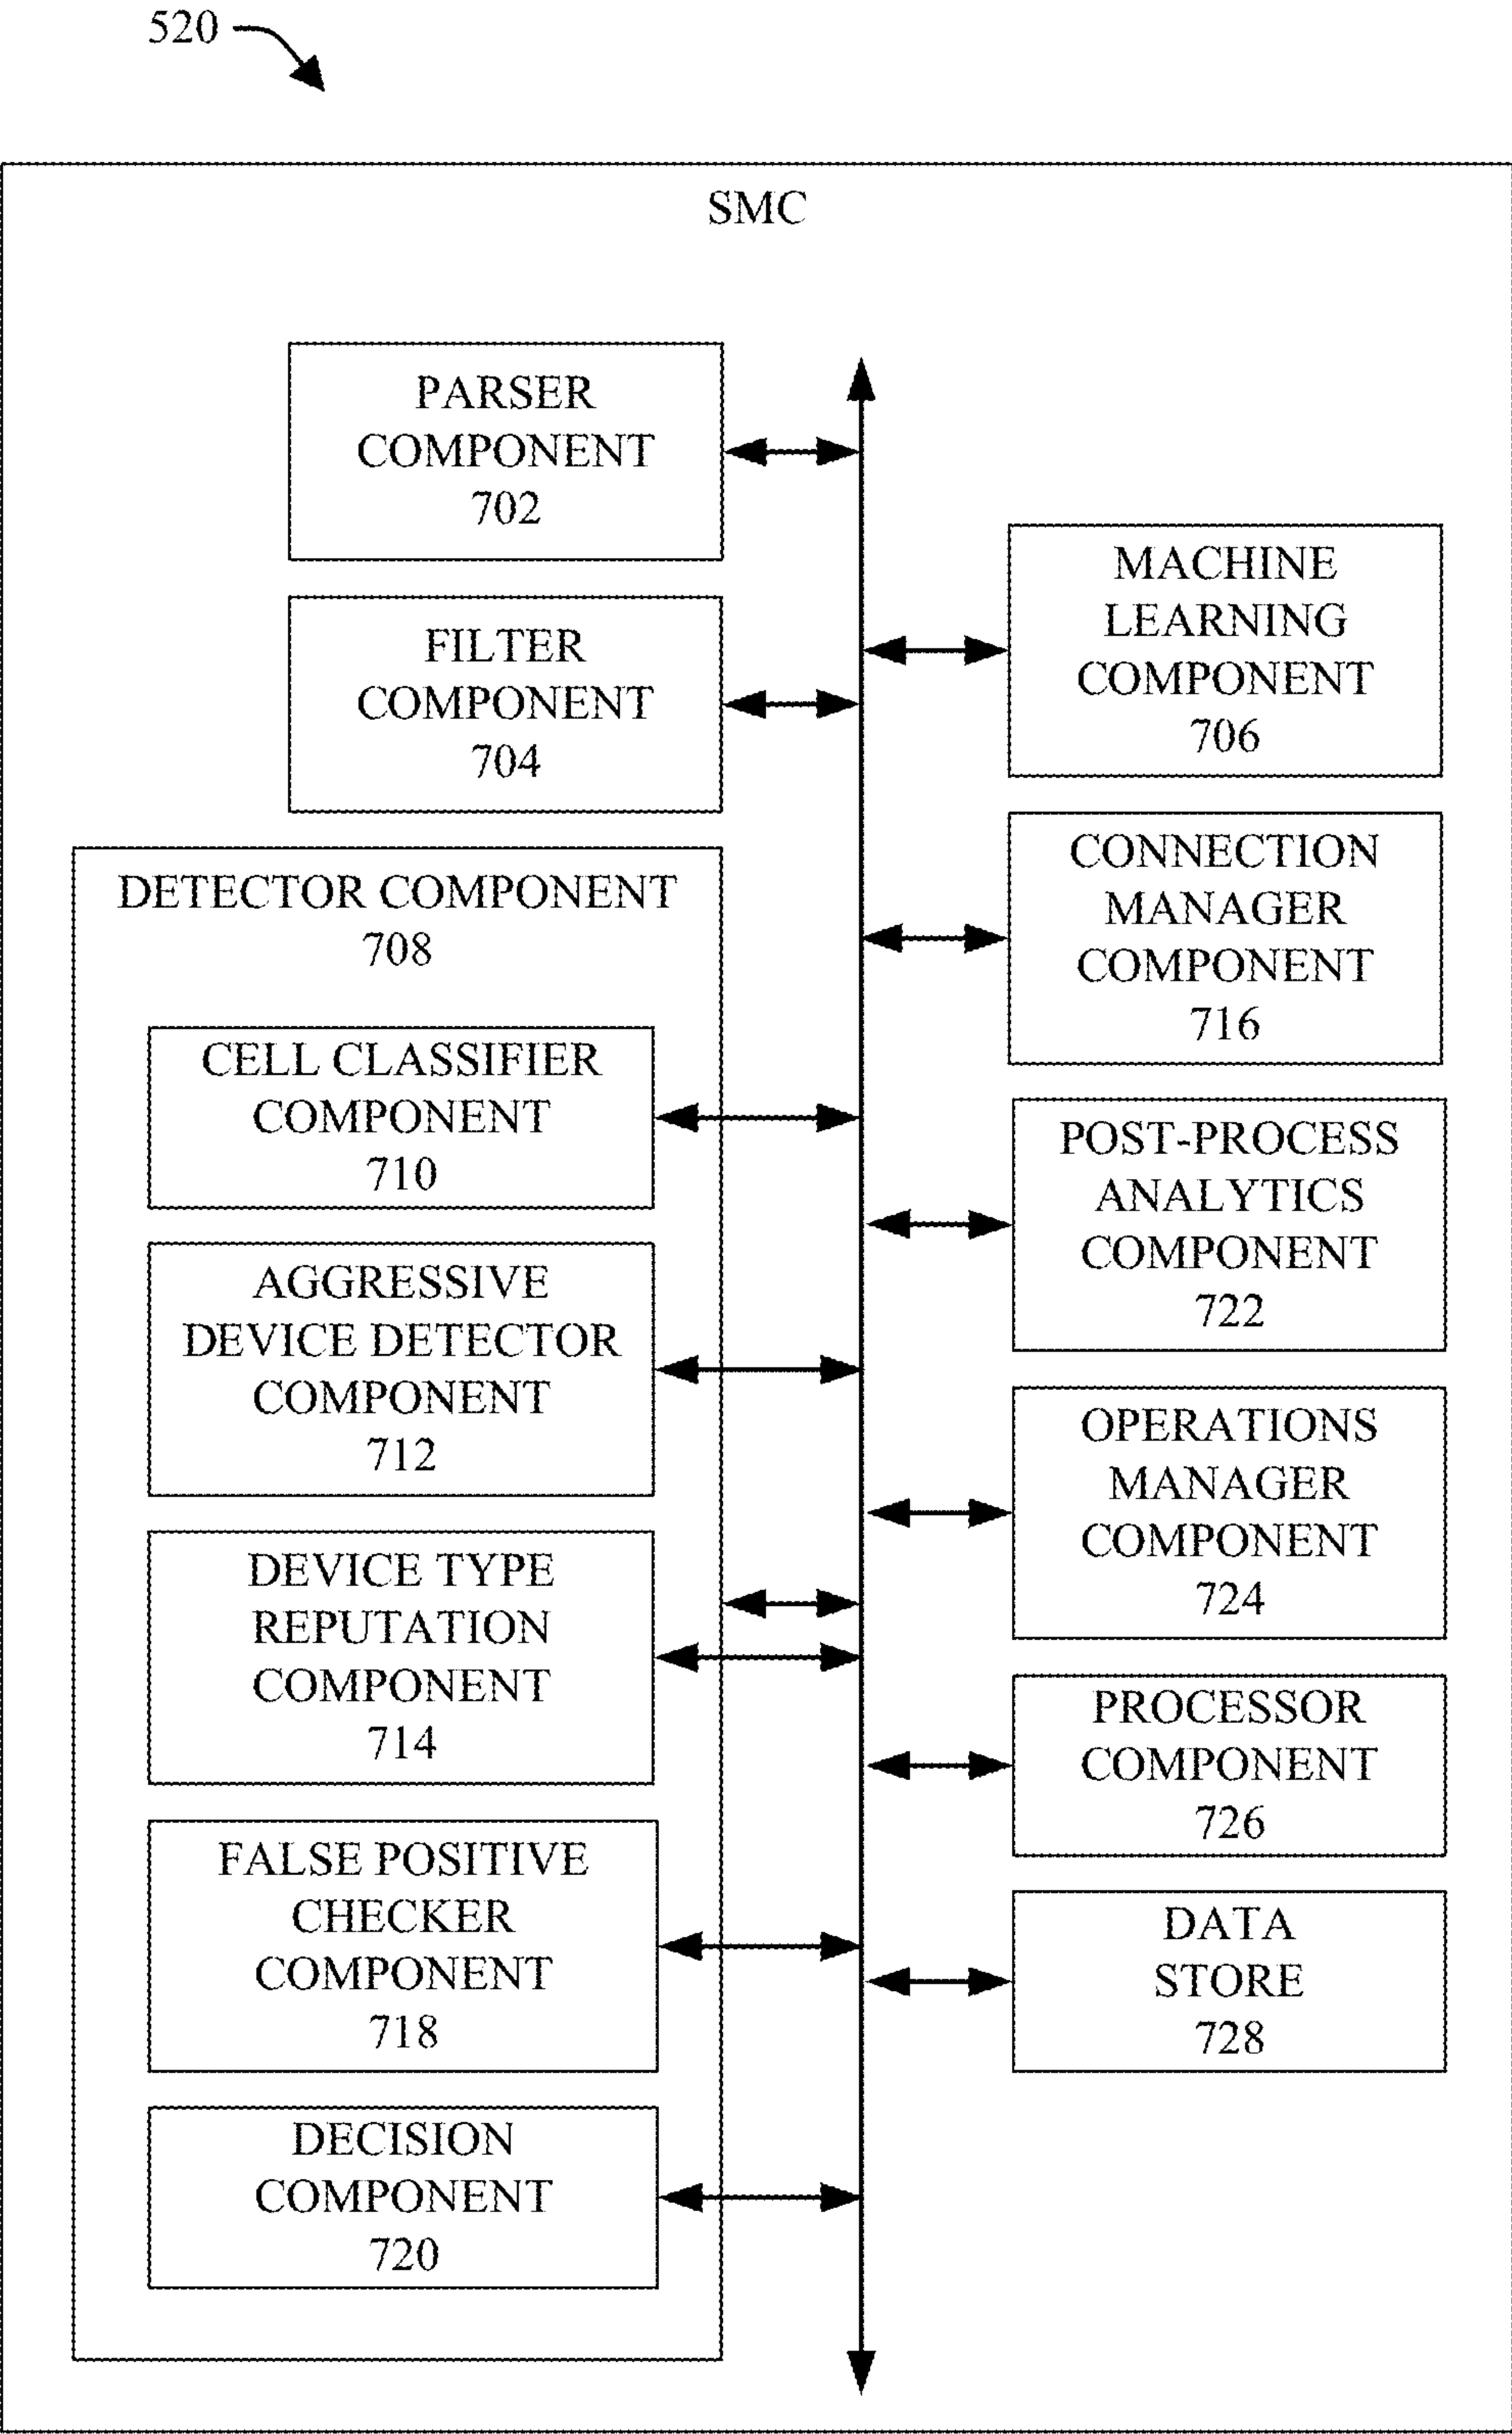 520
SMC
PARSER
COMPONENT
702
FILTER
COMPONENT
704
DETECTOR COMPONENT
708
CELL CLASSIFIER
COMPONENT
710
AGGRESSIVE
DEVICE DETECTOR
COMPONENT
712
DEVICE TYPE
REPUTATION
COMPONENT
714
FALSE POSITIVE
CHECKER
COMPONENT
718
DECISION
COMPONENT
720
MACHINE
LEARNING
COMPONENT
706
CONNECTION
MANAGER
COMPONENT
716
POST-PROCESS
ANALYTICS
COMPONENT
722
OPERATIONS
MANAGER
COMPONENT
724
PROCESSOR
COMPONENT
726
DATA
STORE
728